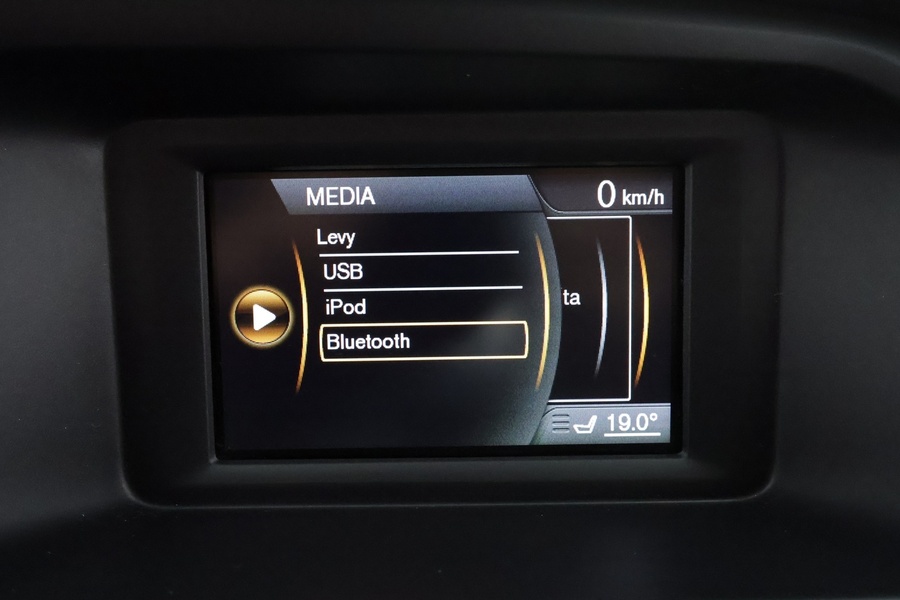 MEDIA
0 km/h
Levy
USB
iPod
Bluetooth
ta
19.0°